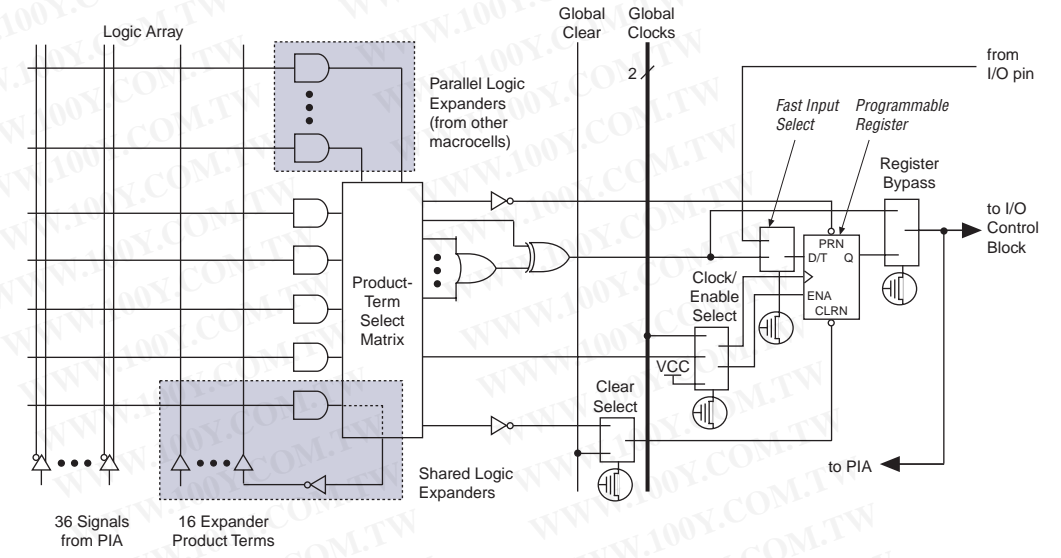 Logic Array
Global
Clear
Global
Clocks
2
from
I/O pin
Parallel Logic
Expanders
(from other
macrocells)
Fast Input
Select
Programmable
Register
Register
Bypass
to I/O
Control
Block
PRN
D/T
Q
ENA
CLRN
Clock/
Enable
Select
Product-
Term
Select
Matrix
VCC
Clear
Select
to PIA
Shared Logic
Expanders
36 Signals
from PIA
16 Expander
Product Terms
WWW.100Y.COM.TW